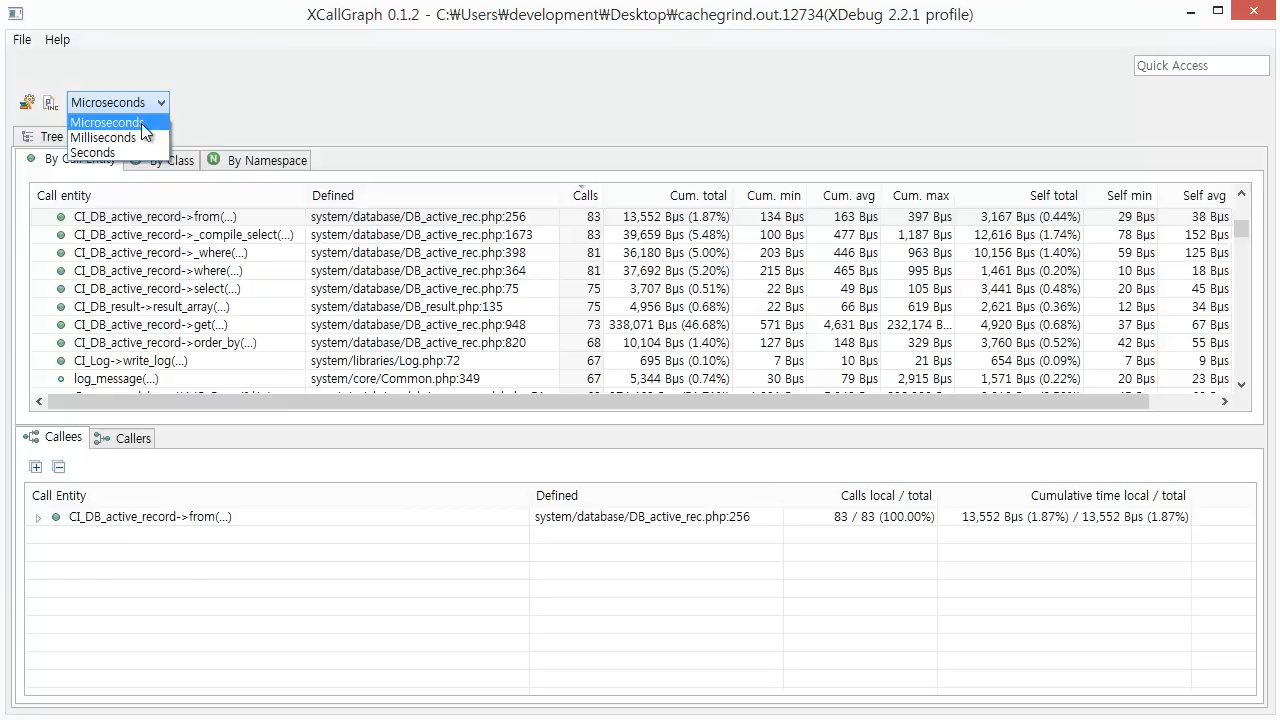 XCallGraph 0.1.2 - C:₩Users₩development₩Desktop₩cachegrind.out.12734(XDebug 2.2.1 profile)
File Help
Quick Access
Microseconds
Microseconds
Milliseconds
Seconds
Tree
By Call Entity By Class By Namespace
Call entity Defined Calls Cum. total Cum. min Cum. avg Cum. max Self total Self min Self avg
CI_DB_active_record->from(...) system/database/DB_active_rec.php:256 83 13,552 Bµs (1.87%) 134 Bµs 163 Bµs 397 Bµs 3,167 Bµs (0.44%) 29 Bµs 38 Bµs
CI_DB_active_record->_compile_select(...) system/database/DB_active_rec.php:1673 83 39,659 Bµs (5.48%) 100 Bµs 477 Bµs 1,187 Bµs 12,616 Bµs (1.74%) 78 Bµs 152 Bµs
CI_DB_active_record->_where(...) system/database/DB_active_rec.php:398 81 36,180 Bµs (5.00%) 203 Bµs 446 Bµs 963 Bµs 10,156 Bµs (1.40%) 59 Bµs 125 Bµs
CI_DB_active_record->where(...) system/database/DB_active_rec.php:364 81 37,692 Bµs (5.20%) 215 Bµs 465 Bµs 995 Bµs 1,461 Bµs (0.20%) 10 Bµs 18 Bµs
CI_DB_active_record->select(...) system/database/DB_active_rec.php:75 75 3,707 Bµs (0.51%) 22 Bµs 49 Bµs 105 Bµs 3,441 Bµs (0.48%) 20 Bµs 45 Bµs
CI_DB_result->result_array(...) system/database/DB_result.php:135 75 4,956 Bµs (0.68%) 22 Bµs 66 Bµs 619 Bµs 2,621 Bµs (0.36%) 12 Bµs 34 Bµs
CI_DB_active_record->get(...) system/database/DB_active_rec.php:948 73 338,071 Bµs (46.68%) 571 Bµs 4,631 Bµs 232,174 B... 4,920 Bµs (0.68%) 37 Bµs 67 Bµs
CI_DB_active_record->order_by(...) system/database/DB_active_rec.php:820 68 10,104 Bµs (1.40%) 127 Bµs 148 Bµs 329 Bµs 3,760 Bµs (0.52%) 42 Bµs 55 Bµs
CI_Log->write_log(...) system/libraries/Log.php:72 67 695 Bµs (0.10%) 7 Bµs 10 Bµs 21 Bµs 654 Bµs (0.09%) 7 Bµs 9 Bµs
log_message(...) system/core/Common.php:349 67 5,344 Bµs (0.74%) 30 Bµs 79 Bµs 2,915 Bµs 1,571 Bµs (0.22%) 20 Bµs 23 Bµs
Callees Callers
Call Entity Defined Calls local / total Cumulative time local / total
CI_DB_active_record->from(...) system/database/DB_active_rec.php:256 83 / 83 (100.00%) 13,552 Bµs (1.87%) / 13,552 Bµs (1.87%)